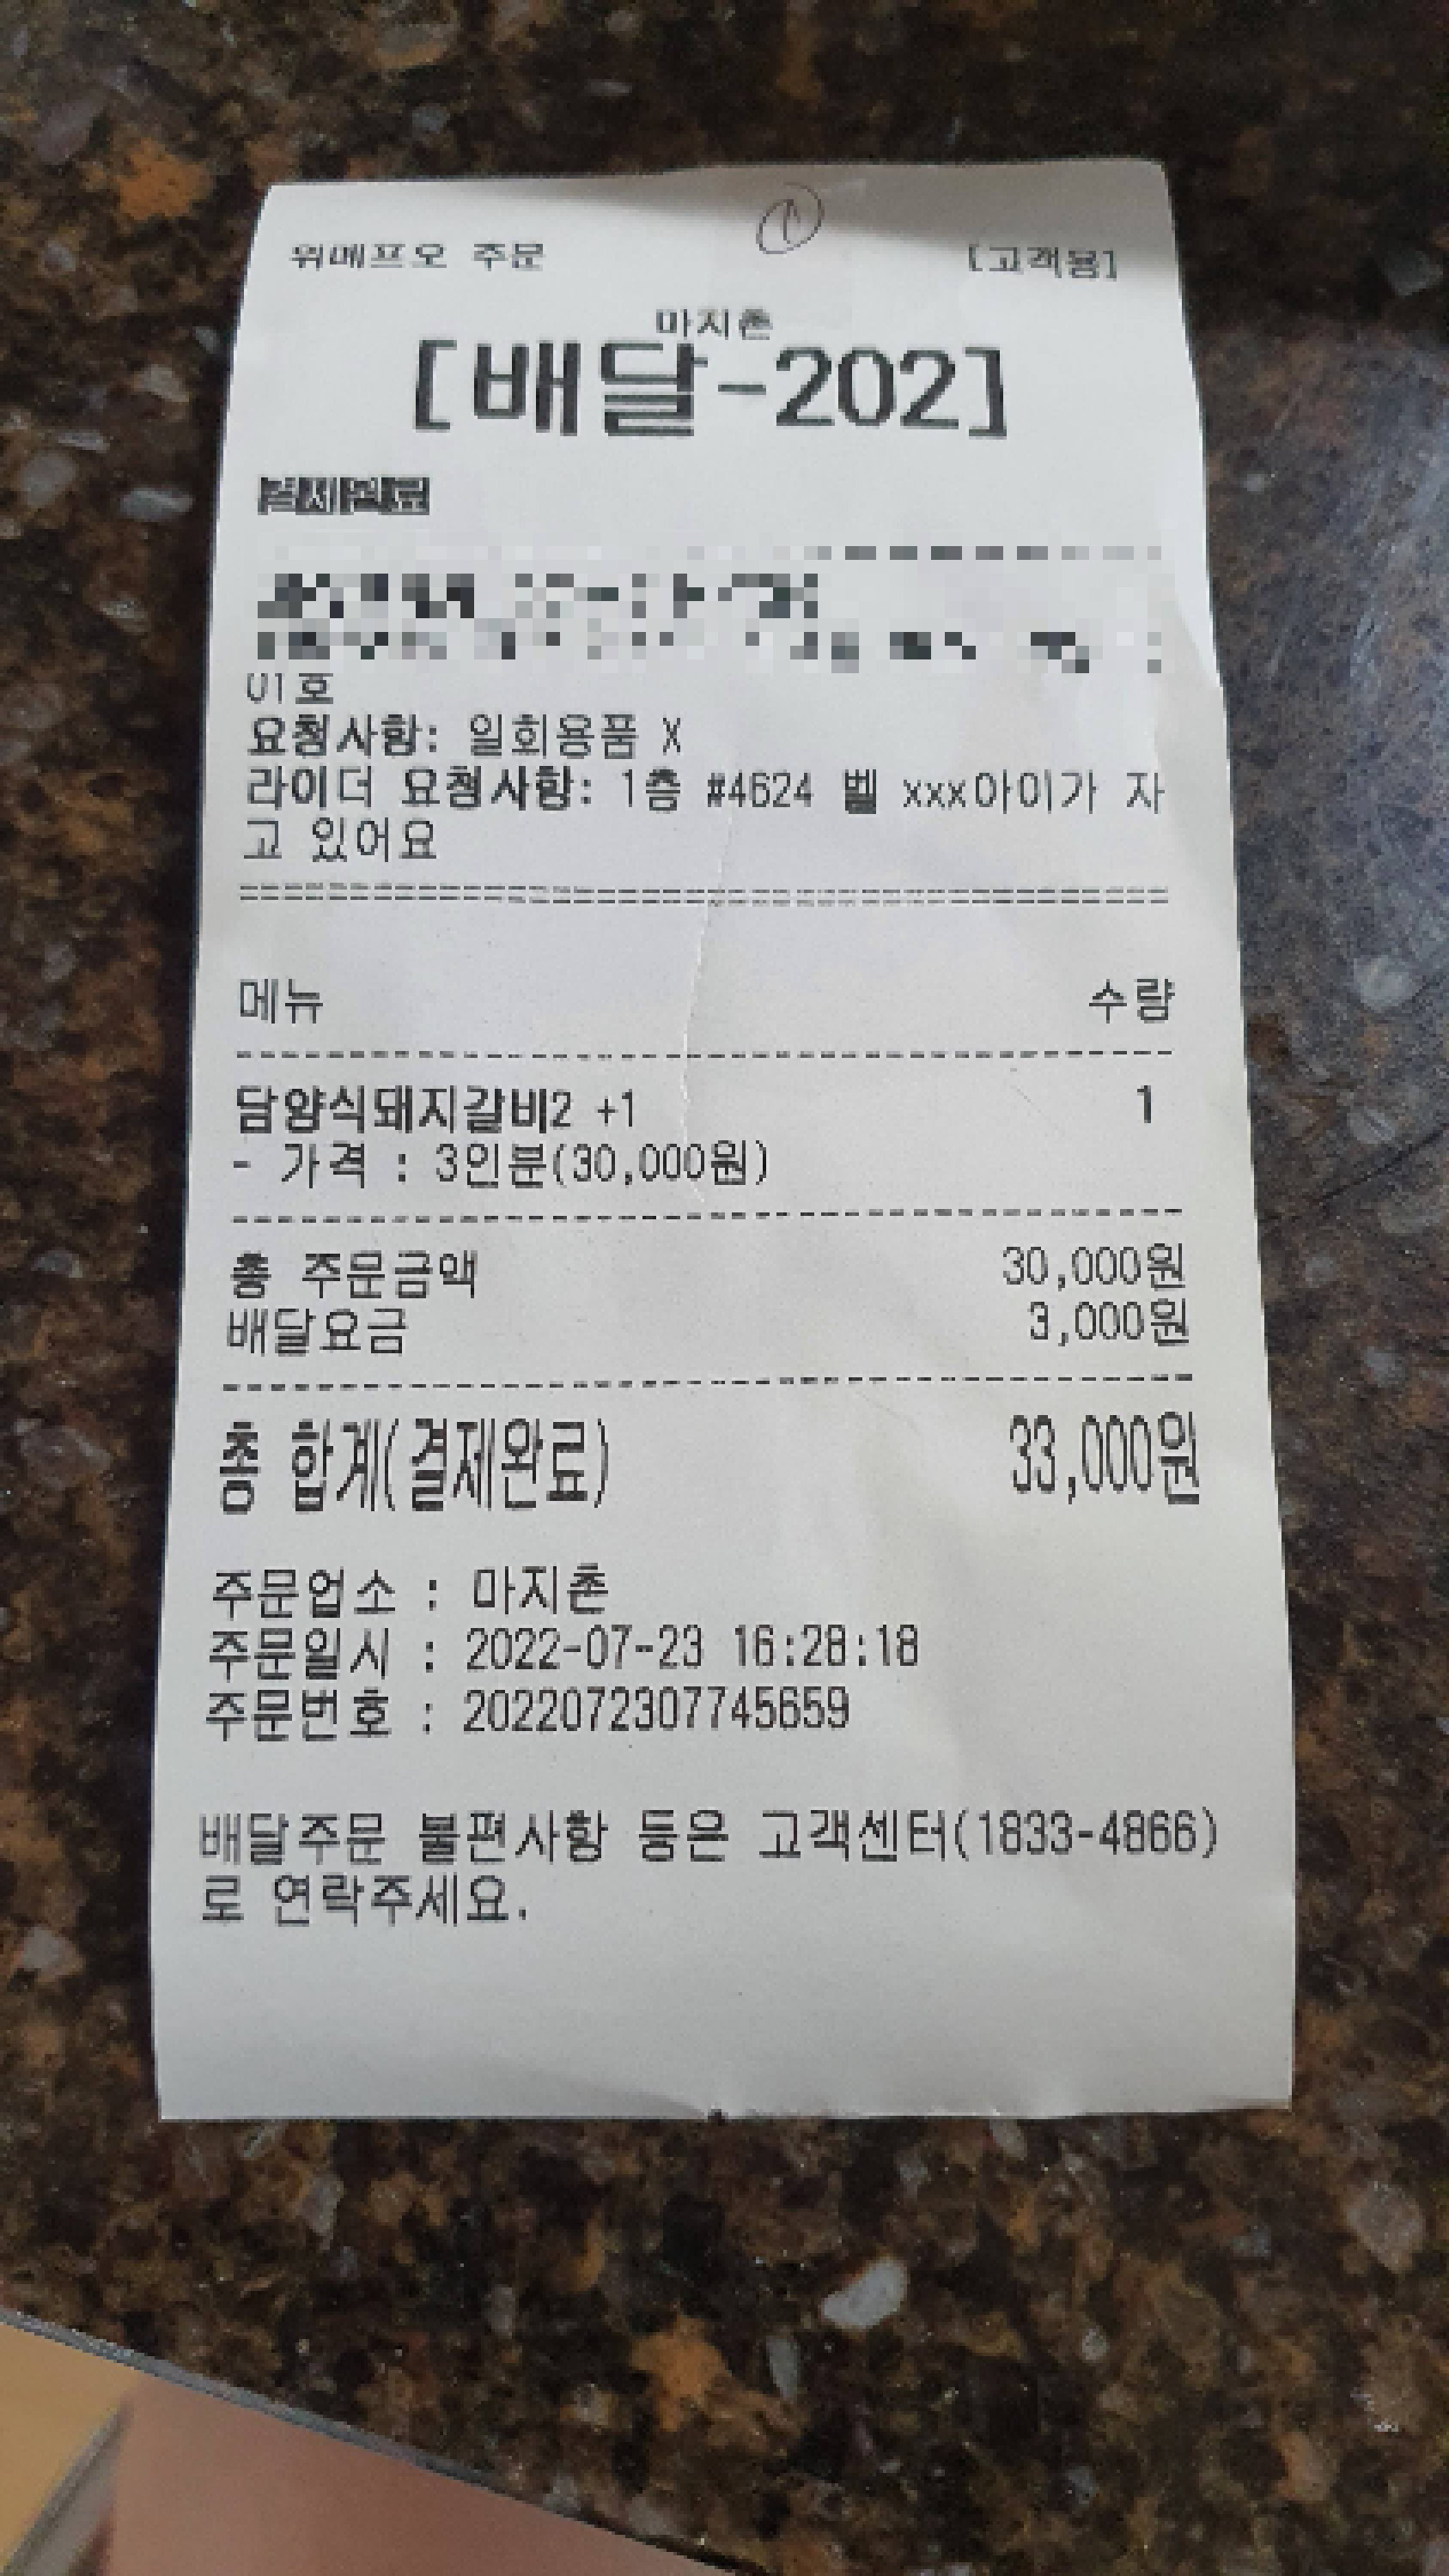 위메프오 주문 [고객용]
마지촌
[배달-202]
결제완료
01호
요청사항: 일회용품 X
라이더 요청사항: 1층 #4624 벨 xxx아이가 자
고 있어요
메뉴 수량
담양식돼지갈비2 +1 1
- 가격 : 3인분(30,000원)
총 주문금액 30,000원
배달요금 3,000원
총 합계(결제완료) 33,000원
주문업소 : 마지촌
주문일시 : 2022-07-23 16:28:18
주문번호 : 2022072307745659
배달주문 불편사항 등은 고객센터(1833-4866)
로 연락주세요.